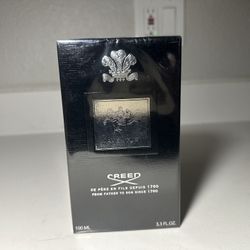 CREED
DE PÈRE EN FILS DEPUIS 1760
FROM FATHER TO SON SINCE 1760
100 ML 3.3 FL.OZ.